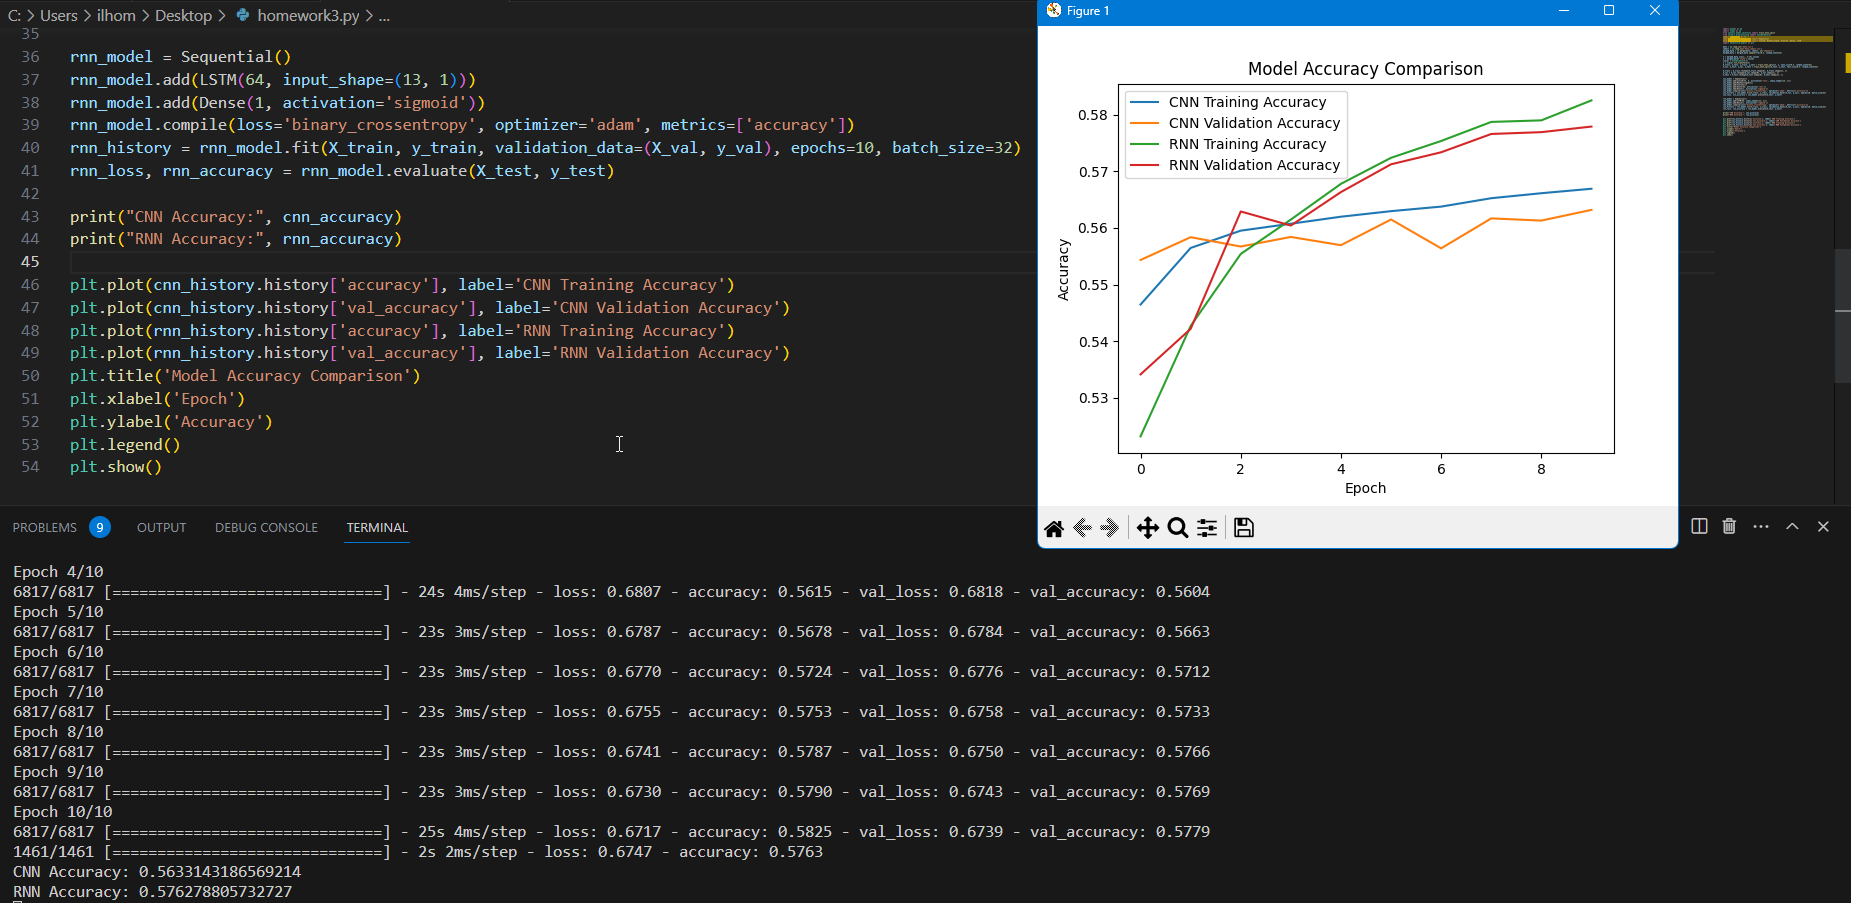 C: > Users > ilhom > Desktop > homework3.py > ...
35
36 rnn_model = Sequential()
37 rnn_model.add(LSTM(64, input_shape=(13, 1)))
38 rnn_model.add(Dense(1, activation='sigmoid'))
39 rnn_model.compile(loss='binary_crossentropy', optimizer='adam', metrics=['accuracy'])
40 rnn_history = rnn_model.fit(X_train, y_train, validation_data=(X_val, y_val), epochs=10, batch_size=32)
41 rnn_loss, rnn_accuracy = rnn_model.evaluate(X_test, y_test)
42
43 print("CNN Accuracy:", cnn_accuracy)
44 print("RNN Accuracy:", rnn_accuracy)
45
46 plt.plot(cnn_history.history['accuracy'], label='CNN Training Accuracy')
47 plt.plot(cnn_history.history['val_accuracy'], label='CNN Validation Accuracy')
48 plt.plot(rnn_history.history['accuracy'], label='RNN Training Accuracy')
49 plt.plot(rnn_history.history['val_accuracy'], label='RNN Validation Accuracy')
50 plt.title('Model Accuracy Comparison')
51 plt.xlabel('Epoch')
52 plt.ylabel('Accuracy')
53 plt.legend()
54 plt.show()
Figure 1
Model Accuracy Comparison
CNN Training Accuracy
CNN Validation Accuracy
RNN Training Accuracy
RNN Validation Accuracy
0.58
0.57
0.56
0.55
0.54
0.53
Accuracy
0 2 4 6 8
Epoch
PROBLEMS 9 OUTPUT DEBUG CONSOLE TERMINAL
Epoch 4/10
6817/6817 [==============================] - 24s 4ms/step - loss: 0.6807 - accuracy: 0.5615 - val_loss: 0.6818 - val_accuracy: 0.5604
Epoch 5/10
6817/6817 [==============================] - 23s 3ms/step - loss: 0.6787 - accuracy: 0.5678 - val_loss: 0.6784 - val_accuracy: 0.5663
Epoch 6/10
6817/6817 [==============================] - 23s 3ms/step - loss: 0.6770 - accuracy: 0.5724 - val_loss: 0.6776 - val_accuracy: 0.5712
Epoch 7/10
6817/6817 [==============================] - 23s 3ms/step - loss: 0.6755 - accuracy: 0.5753 - val_loss: 0.6758 - val_accuracy: 0.5733
Epoch 8/10
6817/6817 [==============================] - 23s 3ms/step - loss: 0.6741 - accuracy: 0.5787 - val_loss: 0.6750 - val_accuracy: 0.5766
Epoch 9/10
6817/6817 [==============================] - 23s 3ms/step - loss: 0.6730 - accuracy: 0.5790 - val_loss: 0.6743 - val_accuracy: 0.5769
Epoch 10/10
6817/6817 [==============================] - 25s 4ms/step - loss: 0.6717 - accuracy: 0.5825 - val_loss: 0.6739 - val_accuracy: 0.5779
1461/1461 [==============================] - 2s 2ms/step - loss: 0.6747 - accuracy: 0.5763
CNN Accuracy: 0.5633143186569214
RNN Accuracy: 0.576278805732727